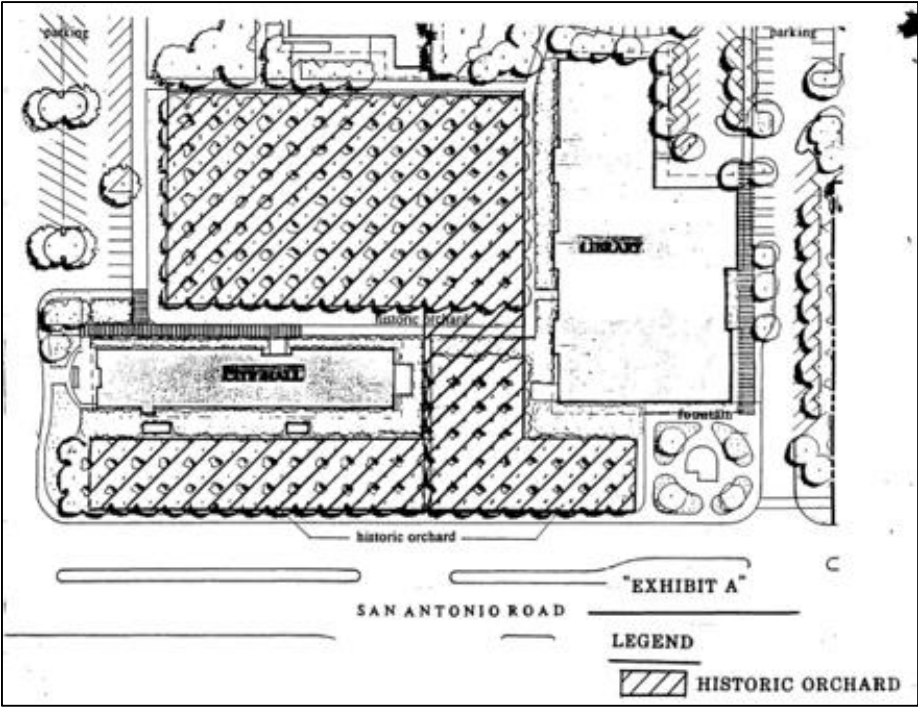 parking
parking
LIBRARY
historic orchard
CITY HALL
fountain
historic orchard
"EXHIBIT A"
SAN ANTONIO ROAD
LEGEND
HISTORIC ORCHARD